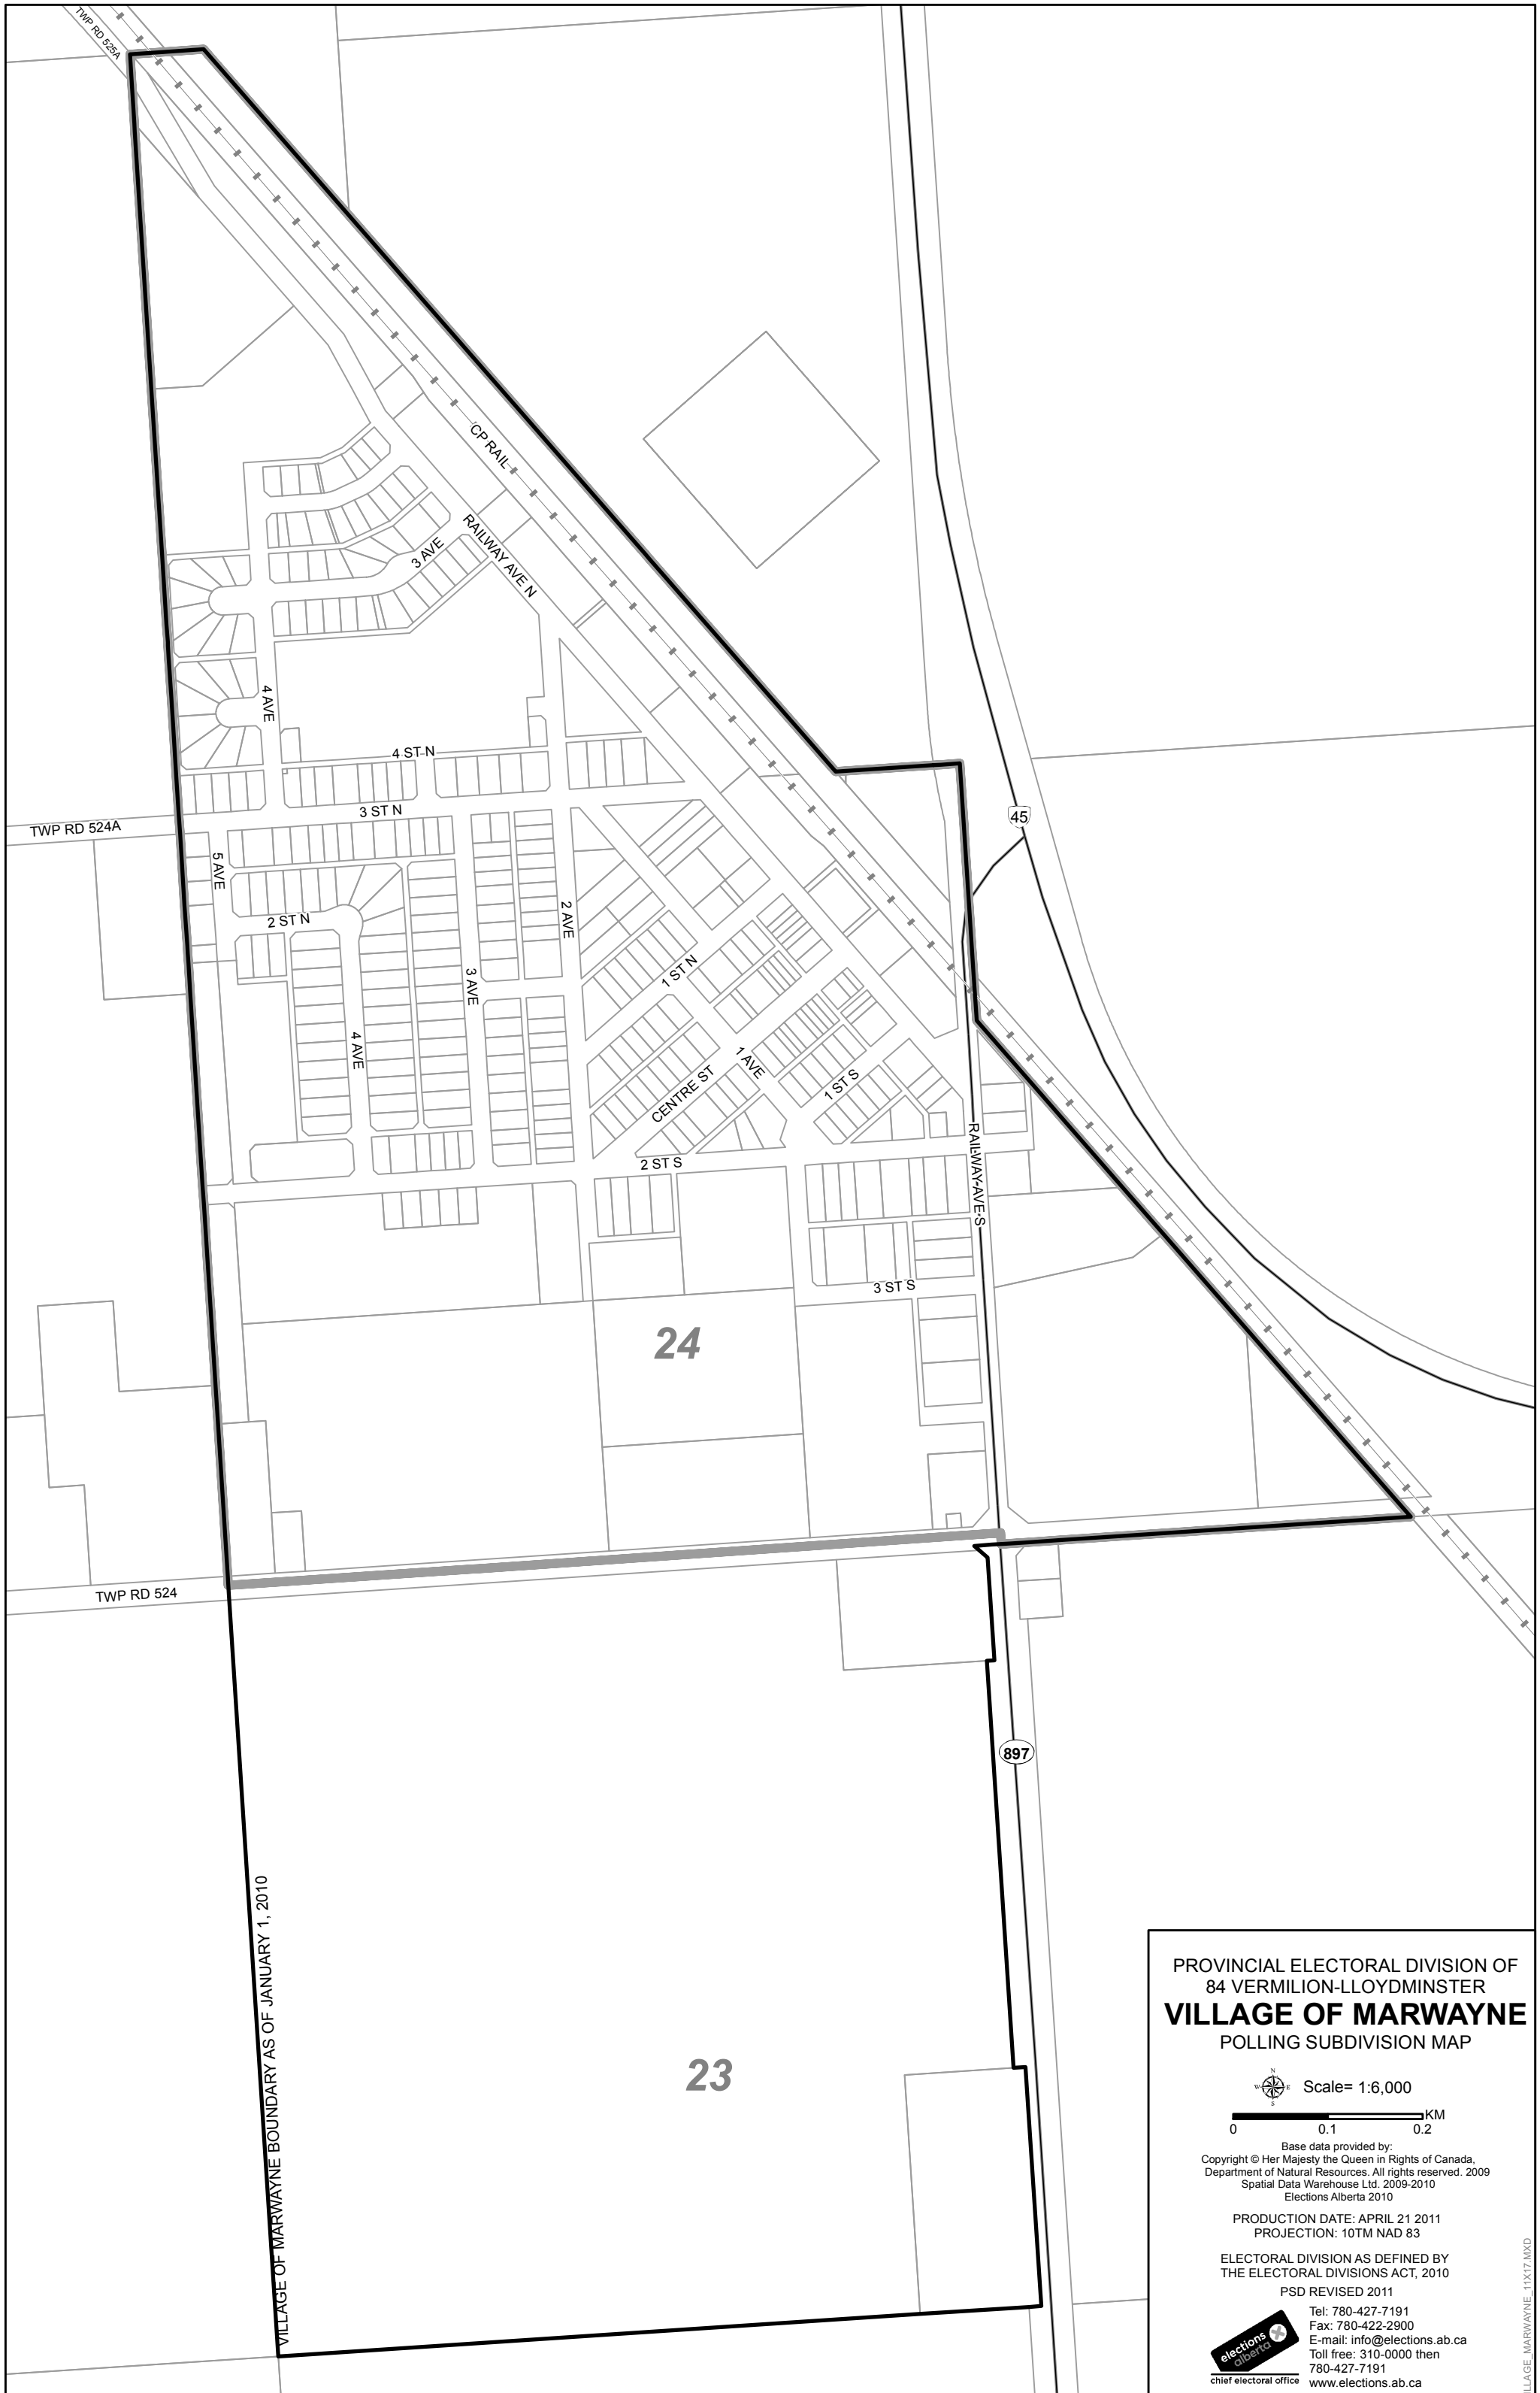 TWP RD 525A
CP RAIL
RAILWAY AVE N
3 AVE
4 AVE
4 ST N
3 ST N
TWP RD 524A
45
5 AVE
2 ST N
2 AVE
3 AVE
1 ST N
4 AVE
1 AVE
CENTRE ST
1 ST S
2 ST S
RAILWAY AVE S
3 ST S
24
TWP RD 524
897
VILLAGE OF MARWAYNE BOUNDARY AS OF JANUARY 1, 2010
23
PROVINCIAL ELECTORAL DIVISION OF
84 VERMILION-LLOYDMINSTER
VILLAGE OF MARWAYNE
POLLING SUBDIVISION MAP
N
W E
S
Scale= 1:6,000
KM
0 0.1 0.2
Base data provided by:
Copyright © Her Majesty the Queen in Rights of Canada,
Department of Natural Resources. All rights reserved. 2009
Spatial Data Warehouse Ltd. 2009-2010
Elections Alberta 2010
PRODUCTION DATE: APRIL 21 2011
PROJECTION: 10TM NAD 83
ELECTORAL DIVISION AS DEFINED BY
THE ELECTORAL DIVISIONS ACT, 2010
PSD REVISED 2011
elections
alberta
chief electoral office
Tel: 780-427-7191
Fax: 780-422-2900
E-mail: info@elections.ab.ca
Toll free: 310-0000 then
780-427-7191
www.elections.ab.ca
LLAGE_MARWAYNE_11X17.MXD